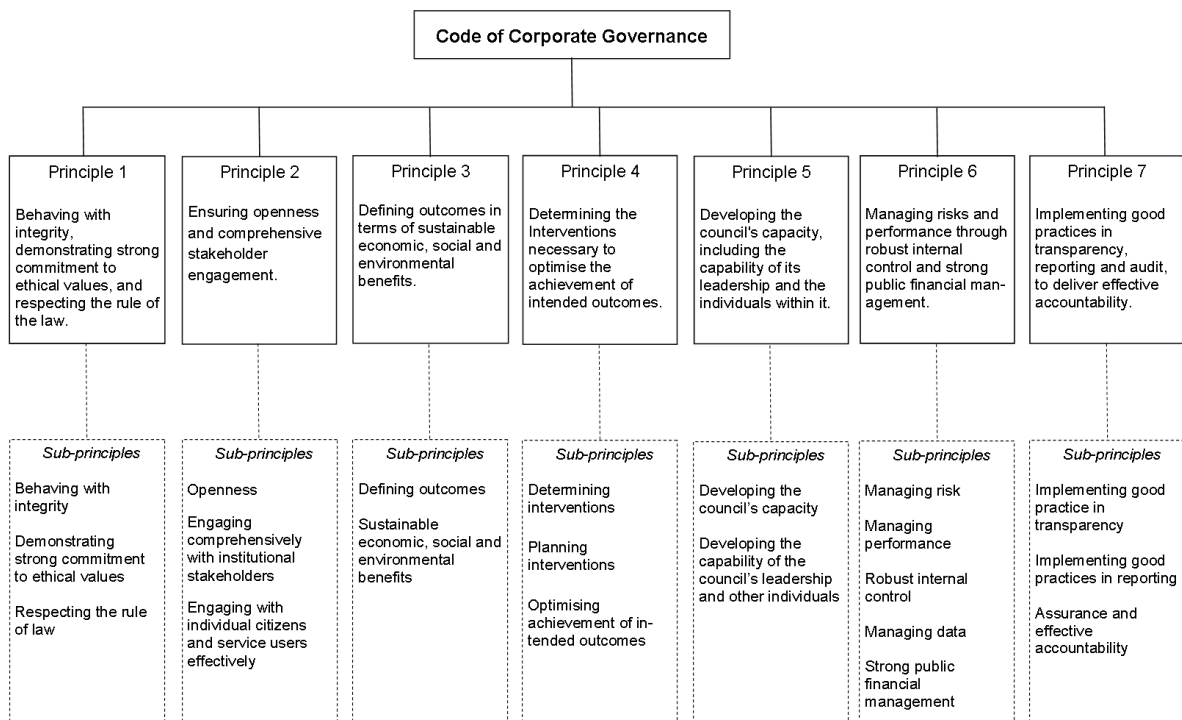 Code of Corporate Governance
Principle 1
Behaving with
integrity,
demonstrating strong
commitment to
ethical values, and
respecting the rule of
the law.
Principle 2
Ensuring openness
and comprehensive
stakeholder
engagement.
Principle 3
Defining outcomes in
terms of sustainable
economic, social and
environmental
benefits.
Principle 4
Determining the
Interventions
necessary to
optimise the
achievement of
intended outcomes.
Principle 5
Developing the
council's capacity,
including the
capability of its
leadership and the
individuals within it.
Principle 6
Managing risks and
performance through
robust internal
control and strong
public financial man-
agement.
Principle 7
Implementing good
practices in
transparency,
reporting and audit,
to deliver effective
accountability.
Sub-principles
Behaving with
integrity
Demonstrating
strong commitment
to ethical values
Respecting the rule
of law
Sub-principles
Openness
Engaging
comprehensively
with institutional
stakeholders
Engaging with
individual citizens
and service users
effectively
Sub-principles
Defining outcomes
Sustainable
economic, social and
environmental
benefits
Sub-principles
Determining
interventions
Planning
interventions
Optimising
achievement of in-
tended outcomes
Sub-principles
Developing the
council's capacity
Developing the
capability of the
council's leadership
and other individuals
Sub-principles
Managing risk
Managing
performance
Robust internal
control
Managing data
Strong public
financial
management
Sub-principles
Implementing good
practice in
transparency
Implementing good
practices in reporting
Assurance and
effective
accountability